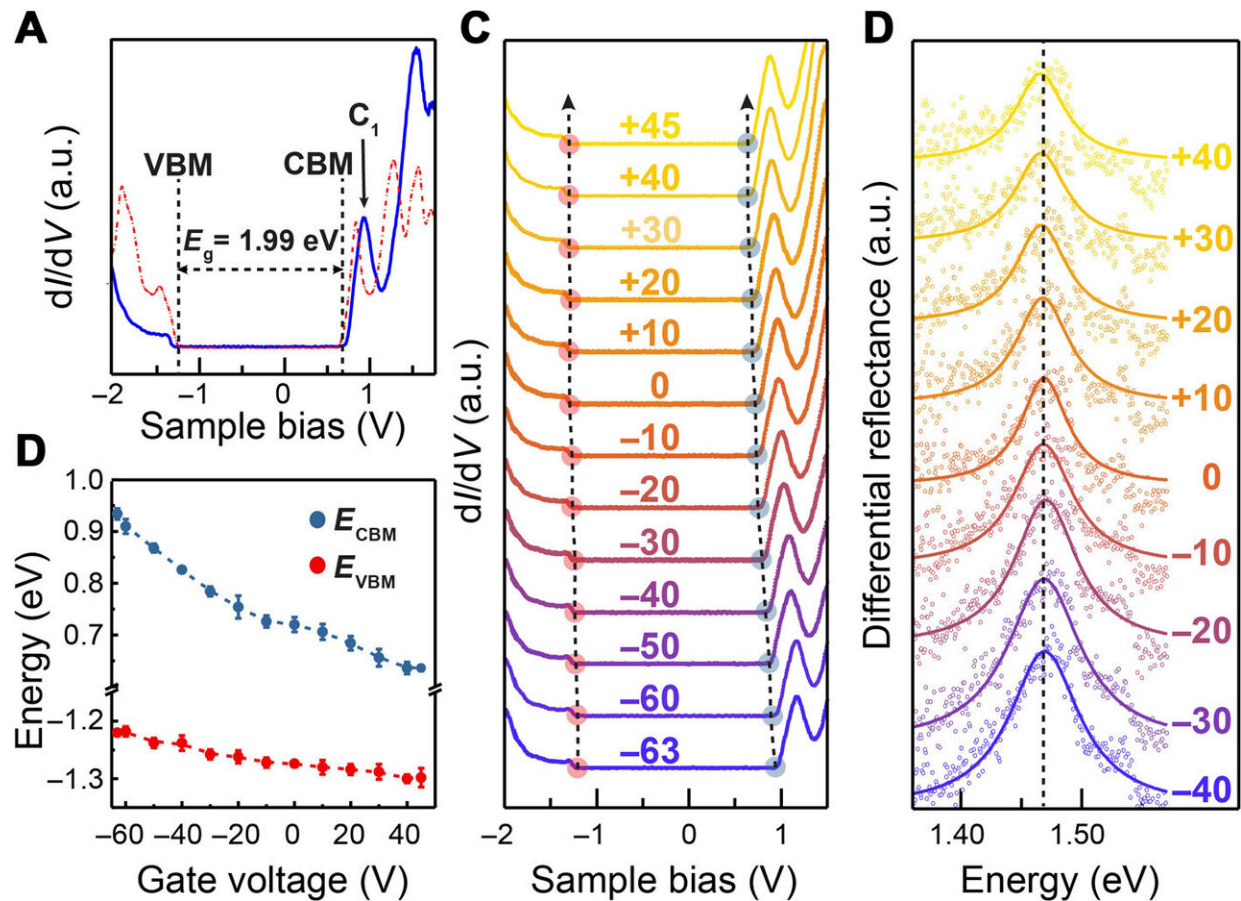 A
dI/dV (a.u.)
VBM
CBM
C1
Eg= 1.99 eV
–2
–1
0
1
Sample bias (V)
D
Energy (eV)
1.0
0.9
0.8
0.7
–1.2
–1.3
ECBM
EVBM
–60
–40
–20
0
20
40
Gate voltage (V)
C
dI/dV (a.u.)
+45
+40
+30
+20
+10
0
–10
–20
–30
–40
–50
–60
–63
–2
–1
0
1
Sample bias (V)
D
Differential reflectance (a.u.)
+40
+30
+20
+10
0
–10
–20
–30
–40
1.40
1.50
Energy (eV)